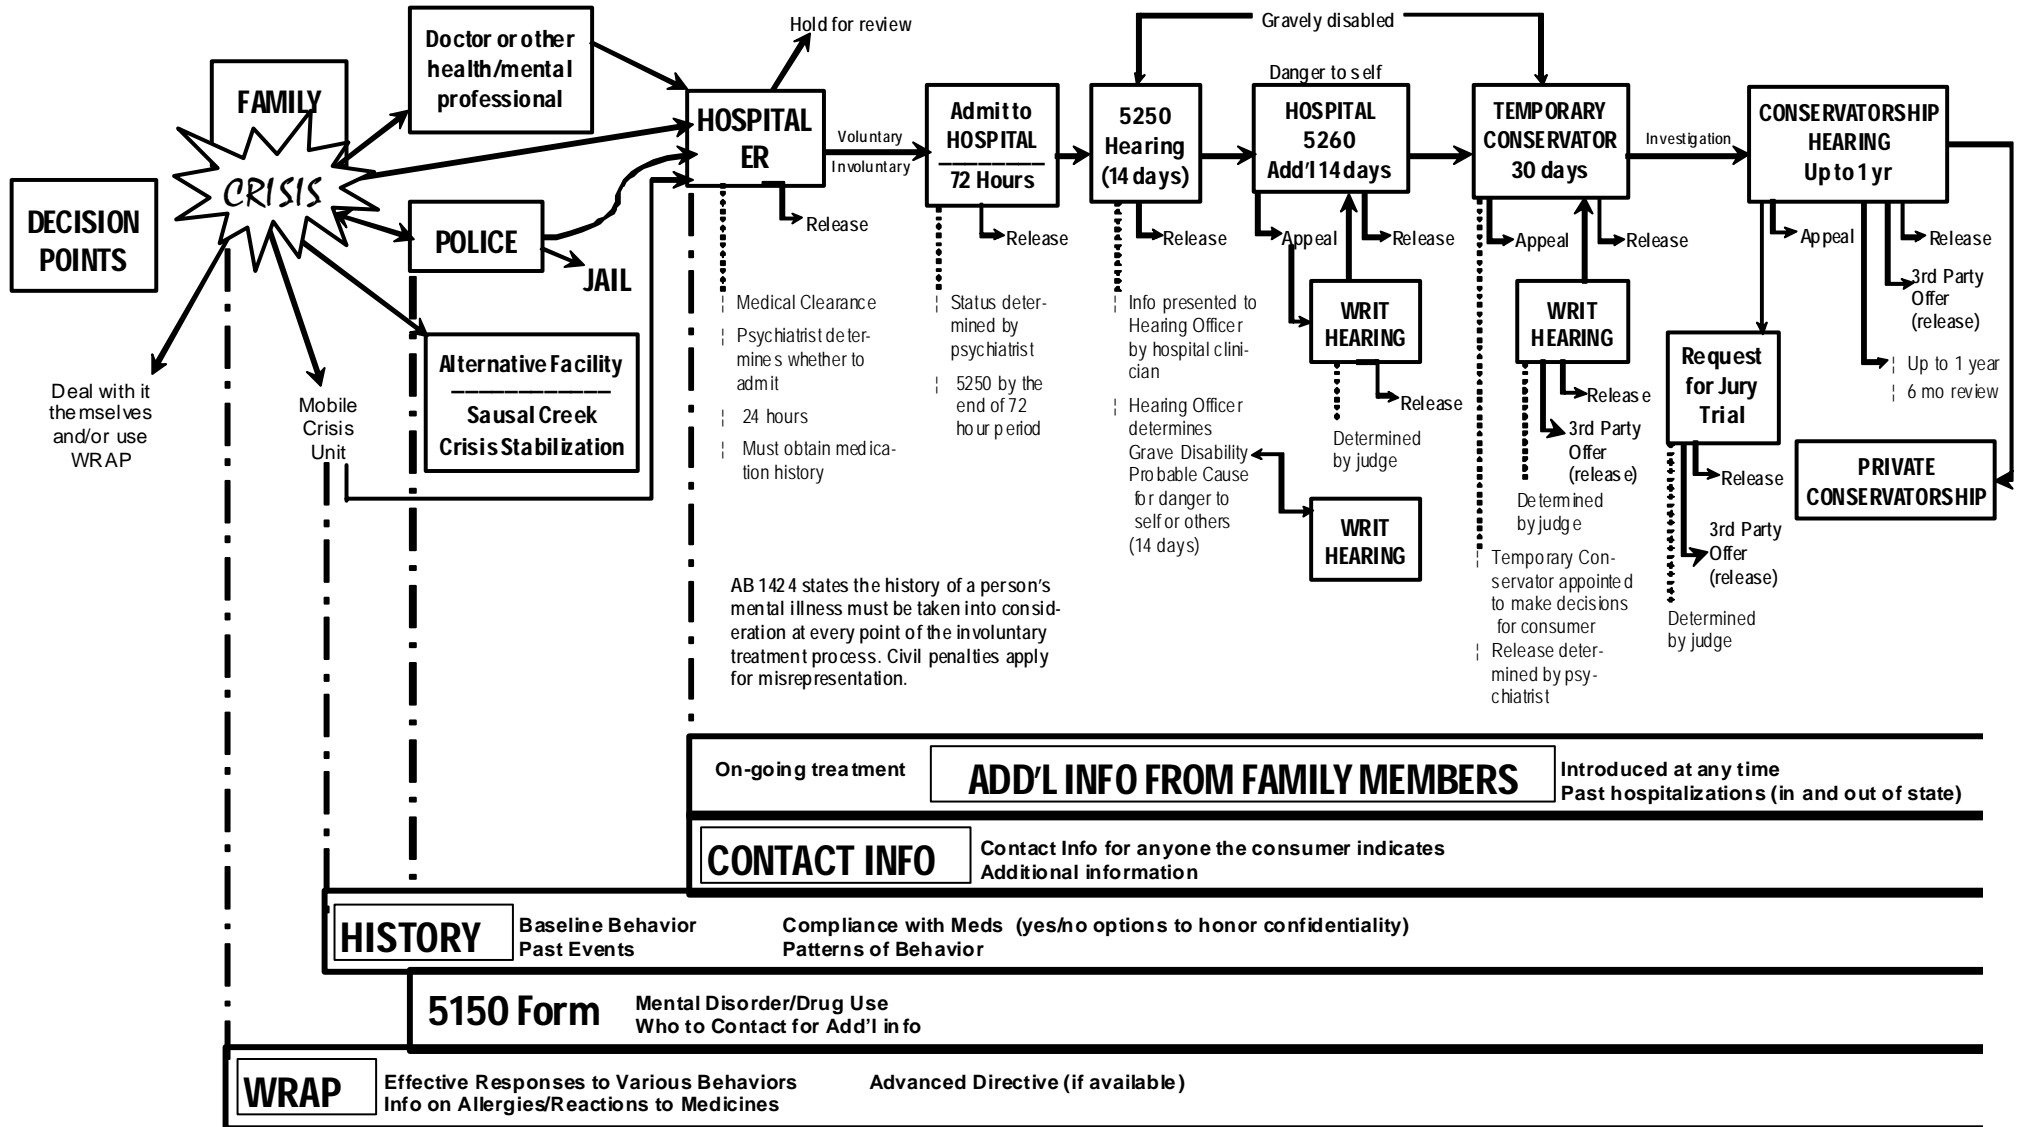 Hold for review
Gravely disabled
Doctor or other
health/mental
professional
FAMILY
CRISIS
DECISION
POINTS
HOSPITAL
ER
Voluntary
Involuntary
Admit to
HOSPITAL
72 Hours
5250
Hearing
(14 days)
Danger to self
HOSPITAL
5260
Add'l 14 days
TEMPORARY
CONSERVATOR
30 days
Investigation
CONSERVATORSHIP
HEARING
Up to 1 yr
POLICE
JAIL
Release
Release
Release
Appeal
Release
Appeal
Release
Appeal
Release
3rd Party
Offer
(release)
Up to 1 year
6 mo review
Deal with it
themselves
and/or use
WRAP
Mobile
Crisis
Unit
Alternative Facility
Sausal Creek
Crisis Stabilization
Medical Clearance
Psychiatrist deter-
mines whether to
admit
24 hours
Must obtain medica-
tion history
Status deter-
mined by
psychiatrist
5250 by the
end of 72
hour period
Info presented to
Hearing Officer
by hospital clini-
cian
Hearing Officer
determines
Grave Disability
Probable Cause
for danger to
self or others
(14 days)
WRIT
HEARING
Release
Determined
by judge
WRIT
HEARING
WRIT
HEARING
Release
3rd Party
Offer
(release)
Determined
by judge
Temporary Con-
servator appointed
to make decisions
for consumer
Release deter-
mined by psy-
chiatrist
Request
for Jury
Trial
Release
3rd Party
Offer
(release)
Determined
by judge
PRIVATE
CONSERVATORSHIP
AB 1424 states the history of a person's
mental illness must be taken into consid-
eration at every point of the involuntary
treatment process. Civil penalties apply
for misrepresentation.
On-going treatment
ADD'L INFO FROM FAMILY MEMBERS
Introduced at any time
Past hospitalizations (in and out of state)
CONTACT INFO
Contact Info for anyone the consumer indicates
Additional information
HISTORY
Baseline Behavior
Past Events
Compliance with Meds (yes/no options to honor confidentiality)
Patterns of Behavior
5150 Form
Mental Disorder/Drug Use
Who to Contact for Add'l info
WRAP
Effective Responses to Various Behaviors
Info on Allergies/Reactions to Medicines
Advanced Directive (if available)